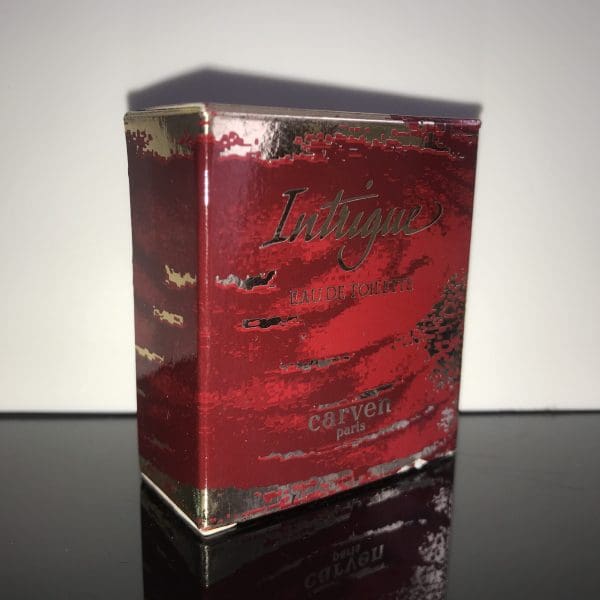 Intrigue
EAU DE TOILETTE
carven
paris